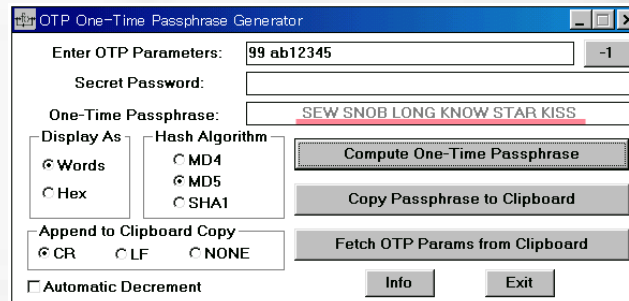 OTP One-Time Passphrase Generator
Enter OTP Parameters: 99 ab12345 -1
Secret Password:
One-Time Passphrase: SEW SNOB LONG KNOW STAR KISS
Display As Hash Algorithm
Words MD4 Compute One-Time Passphrase
MD5
Hex SHA1 Copy Passphrase to Clipboard
Append to Clipboard Copy
CR LF NONE Fetch OTP Params from Clipboard
Automatic Decrement Info Exit